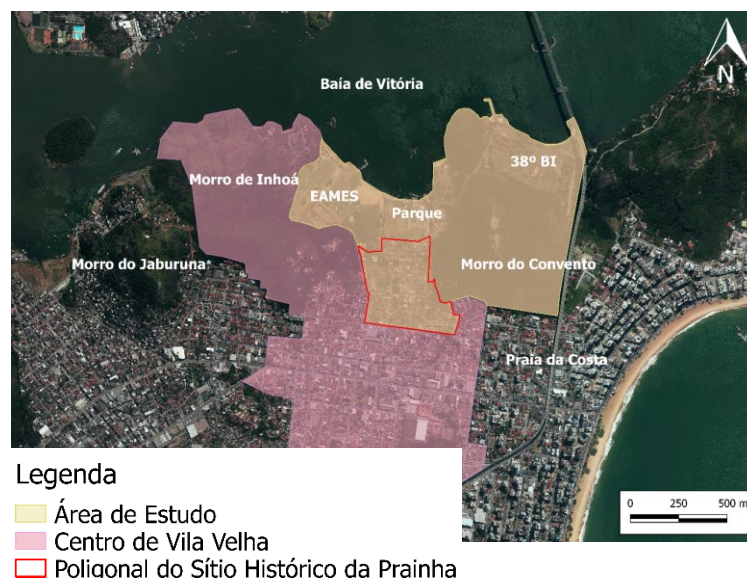 Baía de Vitória
N
38º BI
Morro de Inhoá
EAMES
Parque
Morro do Jaburuna
Morro do Convento
Praia da Costa
0 250 500 m
Legenda
Área de Estudo
Centro de Vila Velha
Poligonal do Sítio Histórico da Prainha